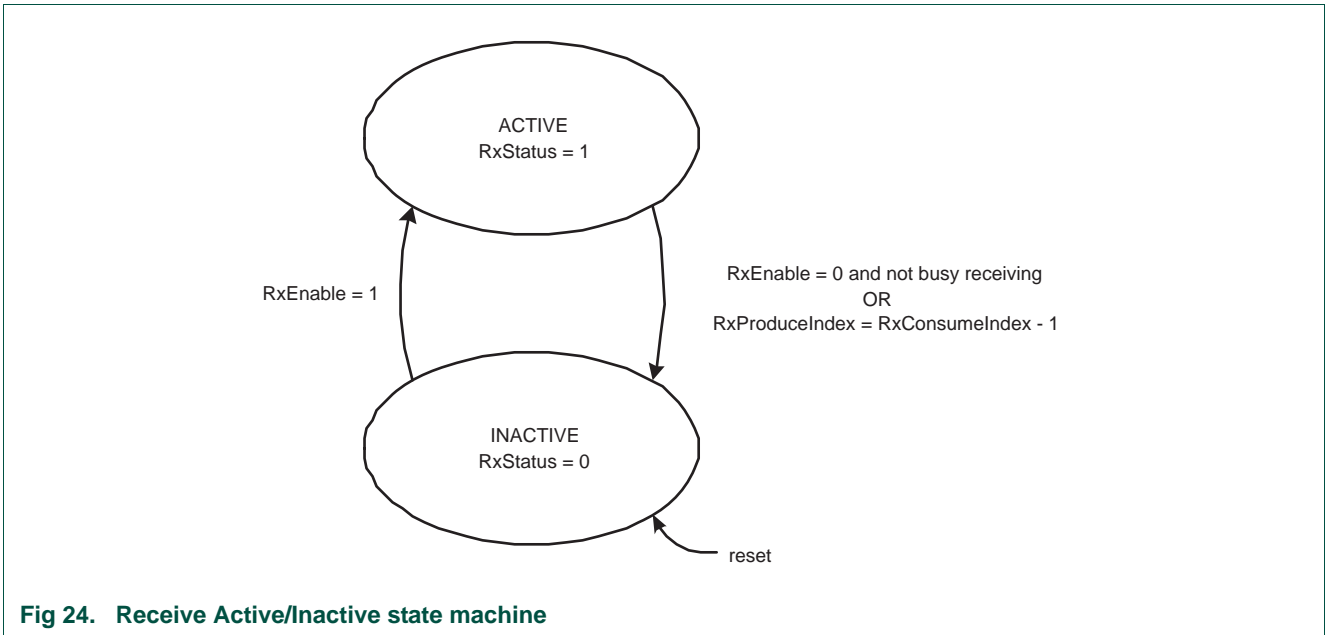 ACTIVE
RxStatus = 1
RxEnable = 1
RxEnable = 0 and not busy receiving
OR
RxProduceIndex = RxConsumeIndex - 1
INACTIVE
RxStatus = 0
reset
Fig 24. Receive Active/Inactive state machine